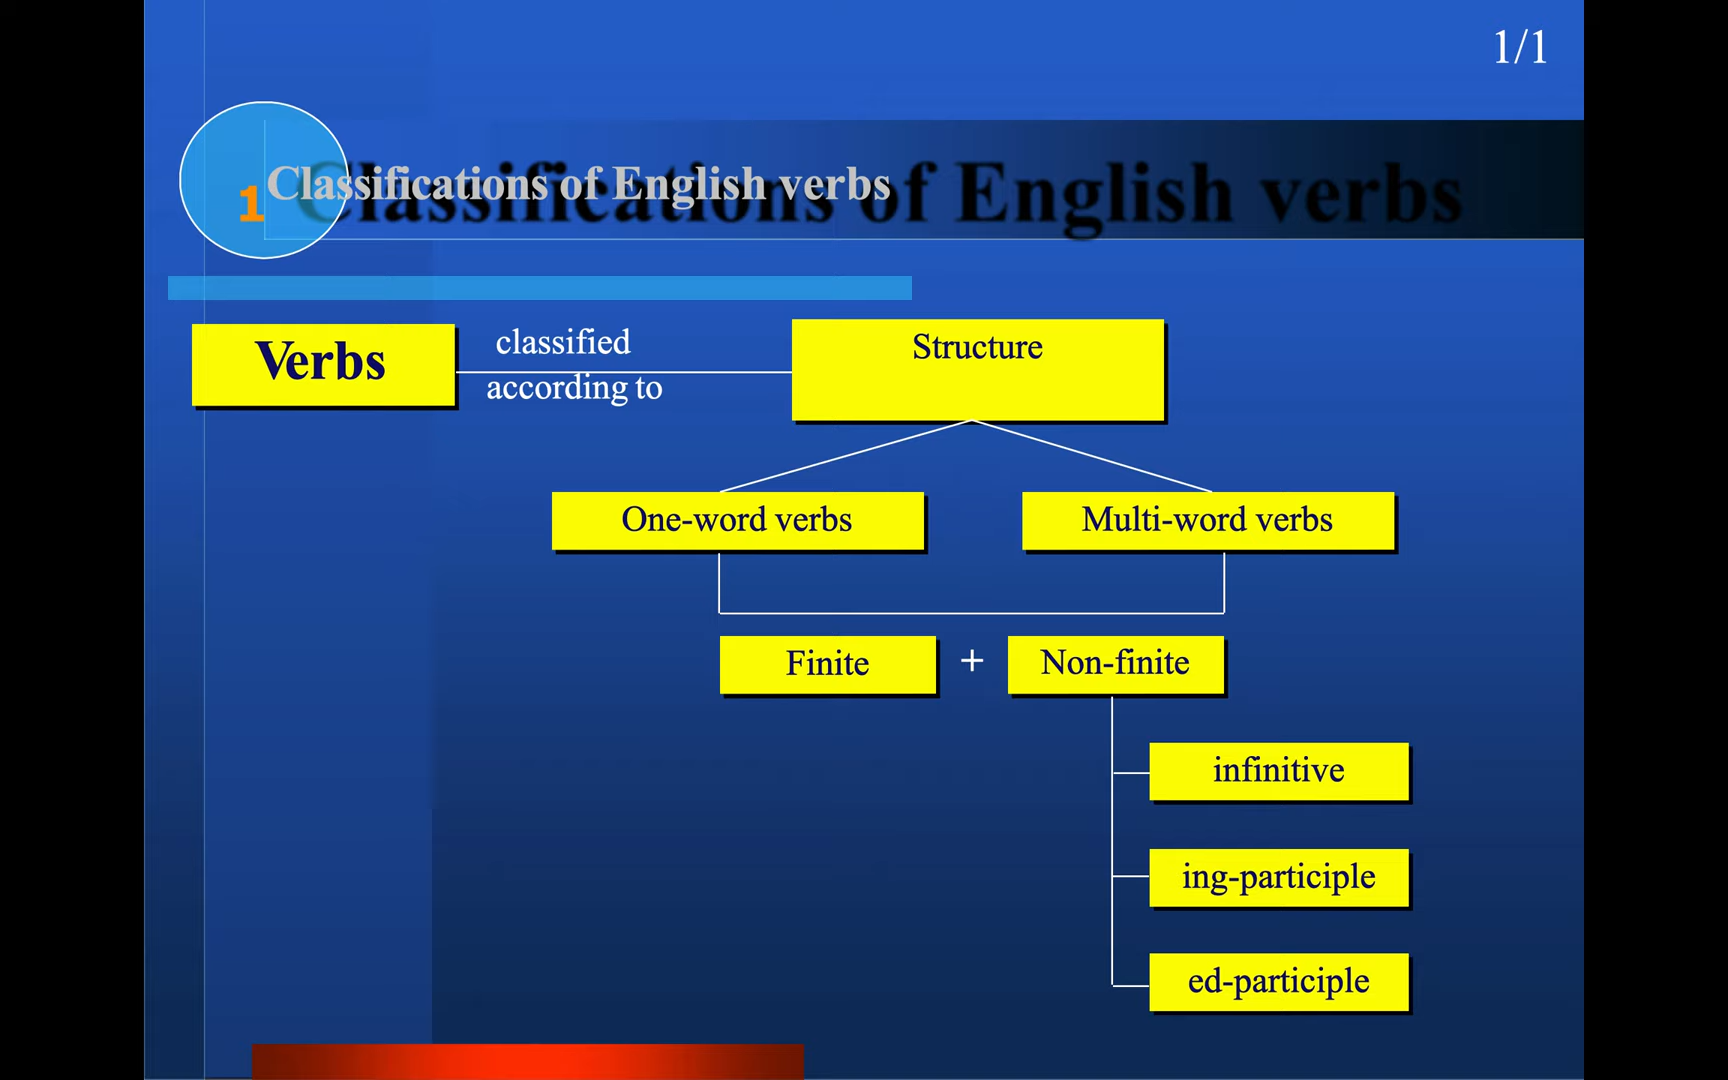 1/1
1
Classifications of English verbs
Verbs
classified
according to
Structure
One-word verbs
Multi-word verbs
Finite
+
Non-finite
infinitive
ing-participle
ed-participle